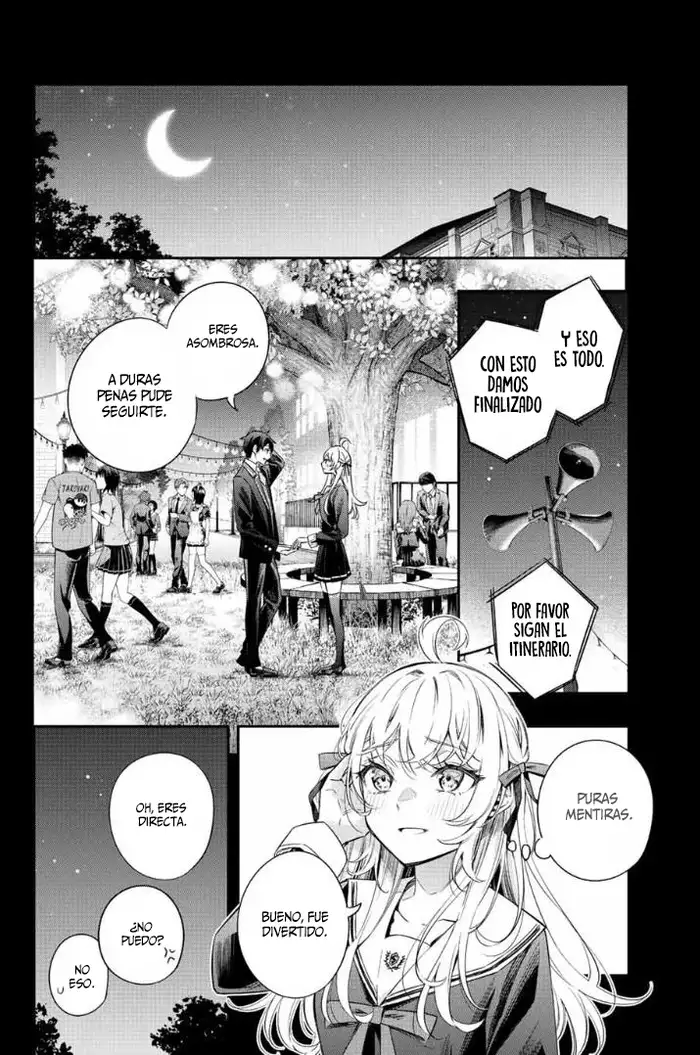 Y ESO
ES TODO.
CON ESTO
DAMOS
FINALIZADO
POR FAVOR
SIGAN EL
ITINERARIO.
ERES
ASOMBROSA.
A DURAS
PENAS PUDE
SEGUIRTE.
TAKOYAKI
PURAS
MENTIRAS.
BUENO, FUE
DIVERTIDO.
OH, ERES
DIRECTA.
¿NO
PUEDO?
NO
ESO.